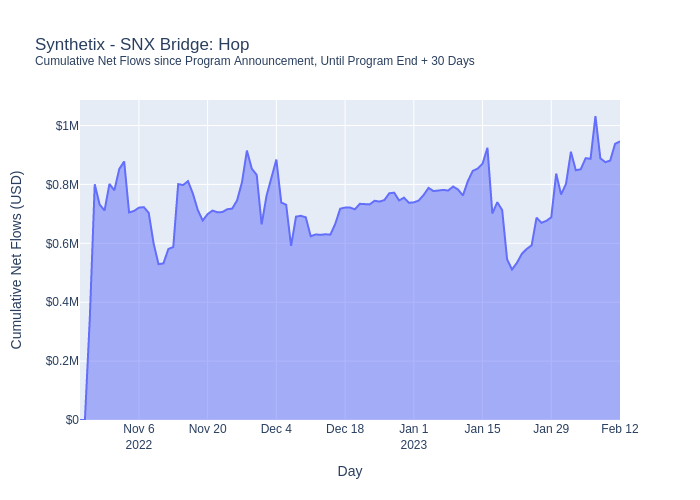 Synthetix - SNX Bridge: Hop
Cumulative Net Flows since Program Announcement, Until Program End + 30 Days
Cumulative Net Flows (USD)
$1M
$0.8M
$0.6M
$0.4M
$0.2M
$0
Nov 6 Nov 20 Dec 4 Dec 18 Jan 1 Jan 15 Jan 29 Feb 12
2022 2023
Day